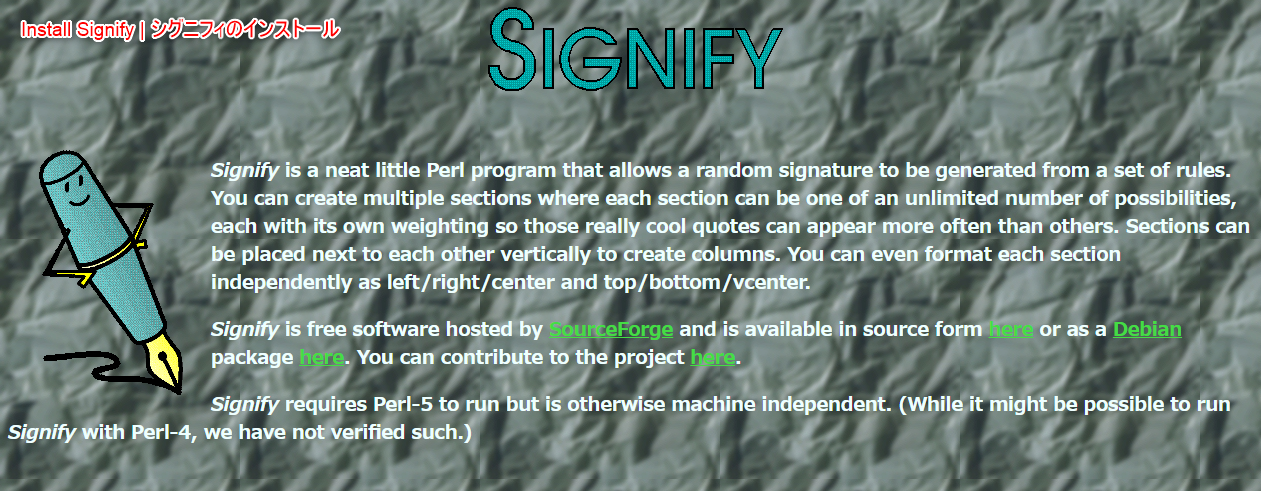 Install Signify | シグニフィのインストール
SIGNIFY
Signify is a neat little Perl program that allows a random signature to be generated from a set of rules.
You can create multiple sections where each section can be one of an unlimited number of possibilities,
each with its own weighting so those really cool quotes can appear more often than others. Sections can
be placed next to each other vertically to create columns. You can even format each section
independently as left/right/center and top/bottom/vcenter.
Signify is free software hosted by SourceForge and is available in source form here or as a Debian
package here. You can contribute to the project here.
Signify requires Perl-5 to run but is otherwise machine independent. (While it might be possible to run
Signify with Perl-4, we have not verified such.)